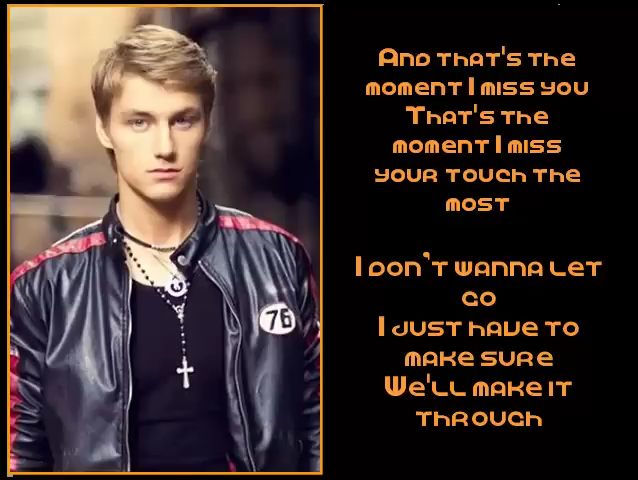 76
And that's the
moment I miss you
That's the
moment I miss
your touch the
most
I don't wanna let
go
I just have to
make sure
We'll make it
through